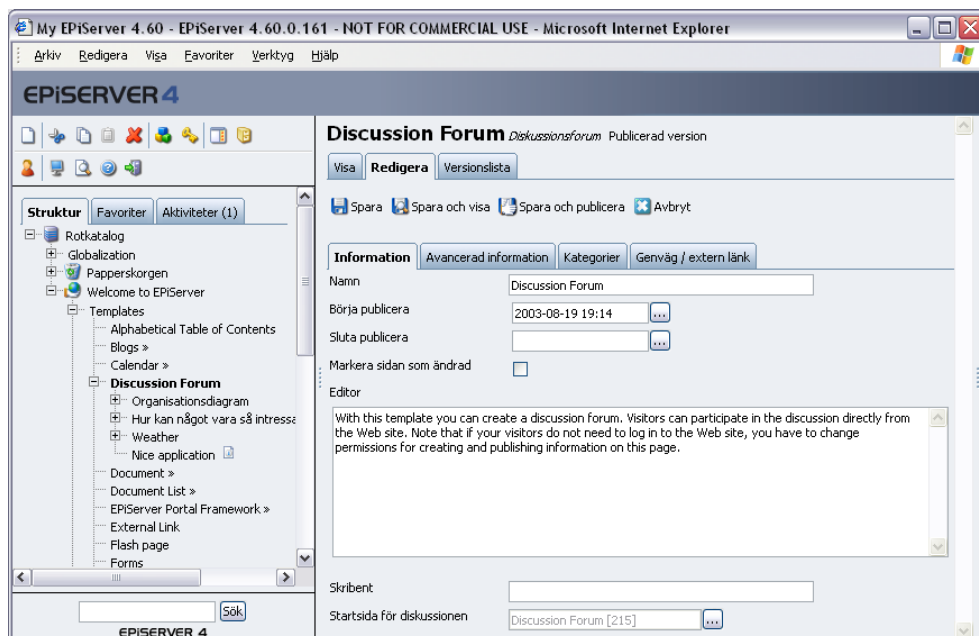 My EPiServer 4.60 - EPiServer 4.60.0.161 - NOT FOR COMMERCIAL USE - Microsoft Internet Explorer
Arkiv Redigera Visa Favoriter Verktyg Hjälp
EPiSERVER 4
Struktur Favoriter Aktiviteter (1)
Rotkatalog
Globalization
Papperskorgen
Welcome to EPiServer
Templates
Alphabetical Table of Contents
Blogs »
Calendar »
Discussion Forum
Organisationsdiagram
Hur kan något vara så intressa
Weather
Nice application
Document »
Document List »
EPiServer Portal Framework »
External Link
Flash page
Forms
Sök
EPiSERVER 4
Discussion Forum Diskussionsforum Publicerad version
Visa Redigera Versionslista
Spara Spara och visa Spara och publicera Avbryt
Information Avancerad information Kategorier Genväg / extern länk
Namn Discussion Forum
Börja publicera 2003-08-19 19:14 ...
Sluta publicera ...
Markera sidan som ändrad
Editor
With this template you can create a discussion forum. Visitors can participate in the discussion directly from
the Web site. Note that if your visitors do not need to log in to the Web site, you have to change
permissions for creating and publishing information on this page.
Skribent
Startsida för diskussionen Discussion Forum [215] ...